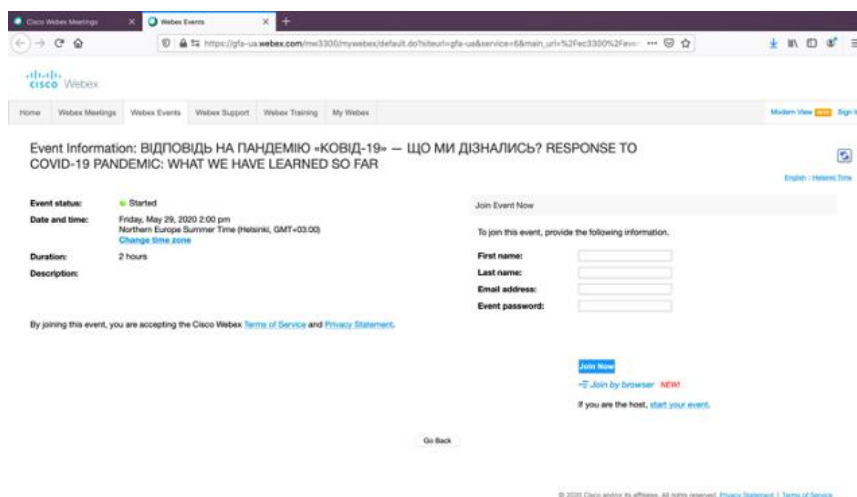 Cisco Webex Meetings
Webex Events
https://gfa-ua.webex.com/mw3300/mywebex/default.do?siteurl=gfa-ua&service=6&main_url=%2Fec3300%2Feve
cisco Webex
Home Webex Meetings Webex Events Webex Support Webex Training My Webex Modern View Sign In
Event Information: ВІДПОВІДЬ НА ПАНДЕМІЮ «КОВІД-19» — ЩО МИ ДІЗНАЛИСЬ? RESPONSE TO
COVID-19 PANDEMIC: WHAT WE HAVE LEARNED SO FAR
English : Helsinki Time
Event status: Started
Date and time: Friday, May 29, 2020 2:00 pm
Northern Europe Summer Time (Helsinki, GMT+03:00)
Change time zone
Duration: 2 hours
Description:
By joining this event, you are accepting the Cisco Webex Terms of Service and Privacy Statement.
Join Event Now
To join this event, provide the following information.
First name:
Last name:
Email address:
Event password:
Join Now
Join by browser NEW!
If you are the host, start your event.
Go Back
© 2020 Cisco and/or its affiliates. All rights reserved. Privacy Statement | Terms of Service